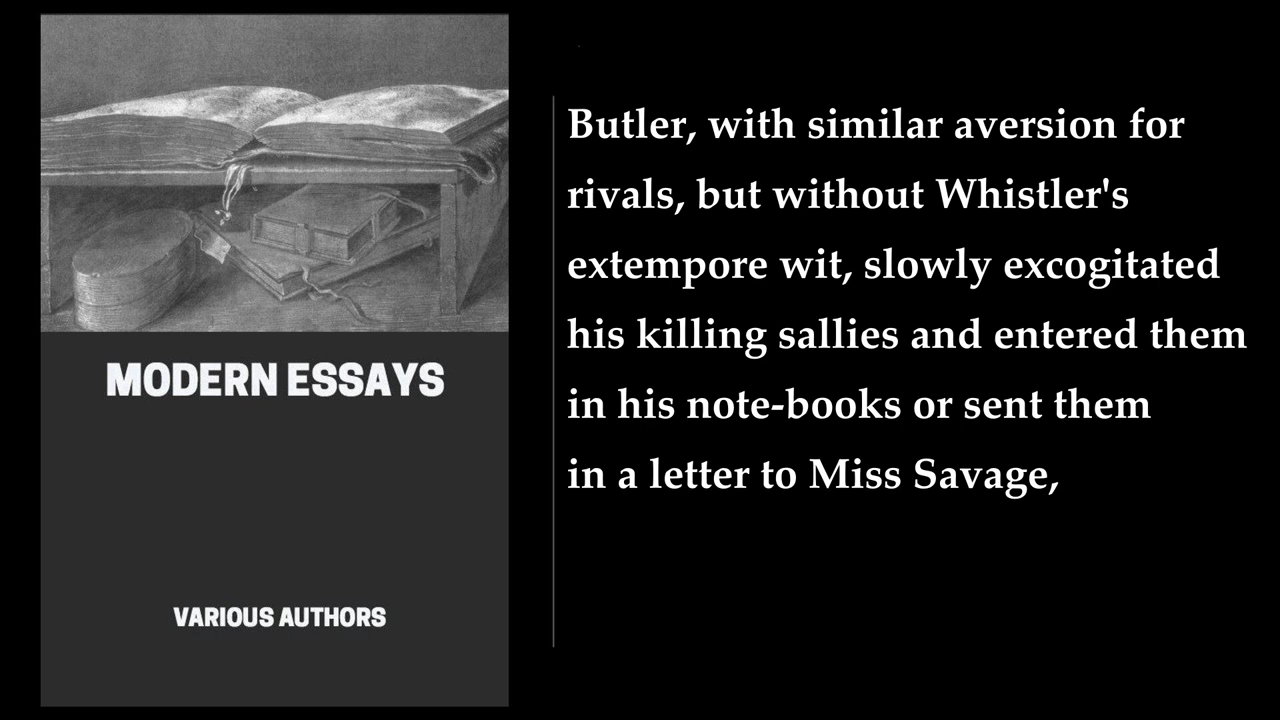 MODERN ESSAYS
VARIOUS AUTHORS
Butler, with similar aversion for
rivals, but without Whistler's
extempore wit, slowly excogitated
his killing sallies and entered them
in his note-books or sent them
in a letter to Miss Savage,